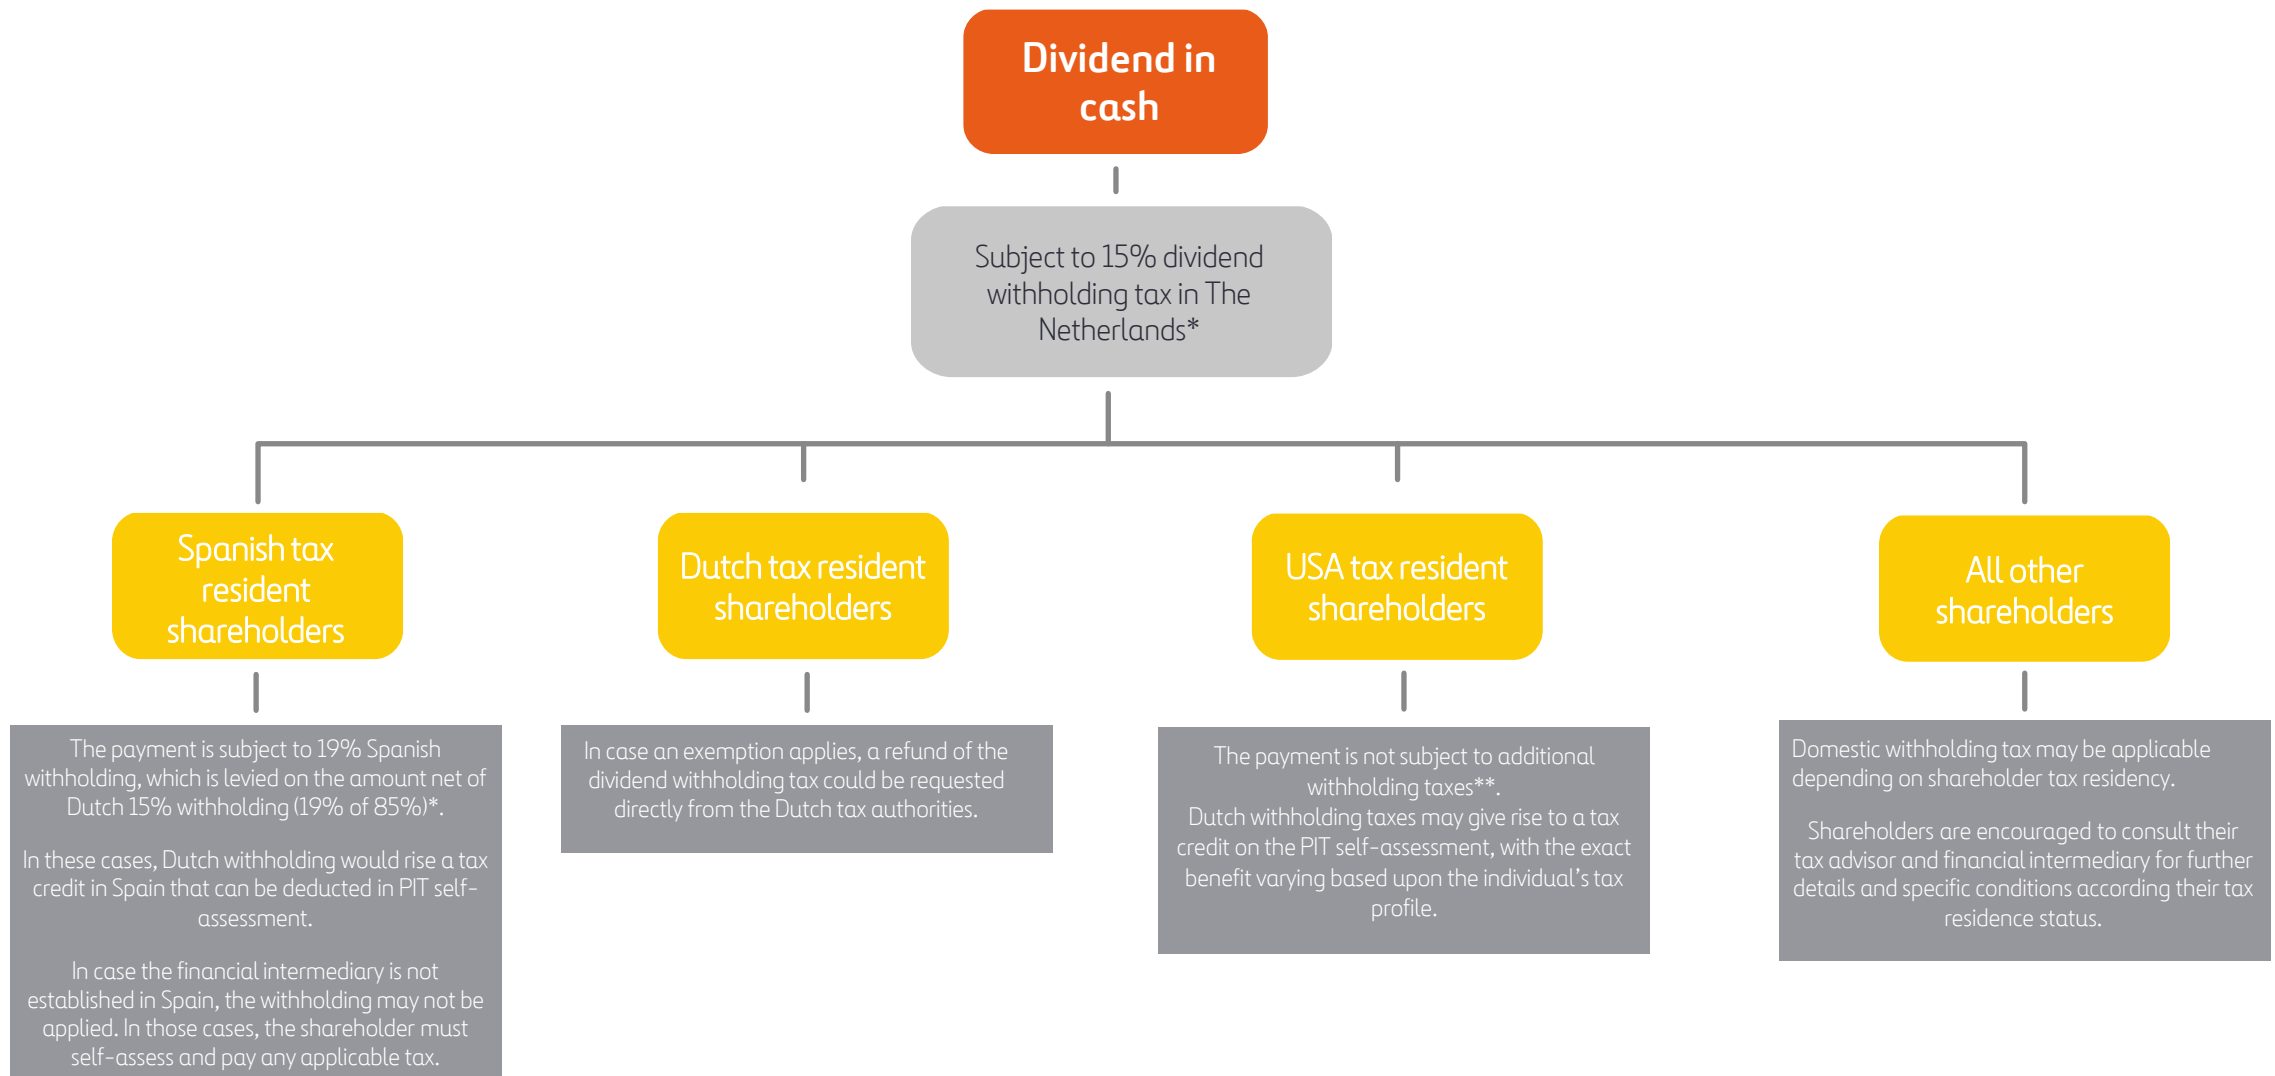 Dividend in
cash
Subject to 15% dividend
withholding tax in The
Netherlands*
Spanish tax
resident
shareholders
Dutch tax resident
shareholders
USA tax resident
shareholders
All other
shareholders
The payment is subject to 19% Spanish
withholding, which is levied on the amount net of
Dutch 15% withholding (19% of 85%)*.
In these cases, Dutch withholding would rise a tax
credit in Spain that can be deducted in PIT self-
assessment.
In case the financial intermediary is not
established in Spain, the withholding may not be
applied. In those cases, the shareholder must
self-assess and pay any applicable tax.
In case an exemption applies, a refund of the
dividend withholding tax could be requested
directly from the Dutch tax authorities.
The payment is not subject to additional
withholding taxes**.
Dutch withholding taxes may give rise to a tax
credit on the PIT self-assessment, with the exact
benefit varying based upon the individual's tax
profile.
Domestic withholding tax may be applicable
depending on shareholder tax residency.
Shareholders are encouraged to consult their
tax advisor and financial intermediary for further
details and specific conditions according their tax
residence status.